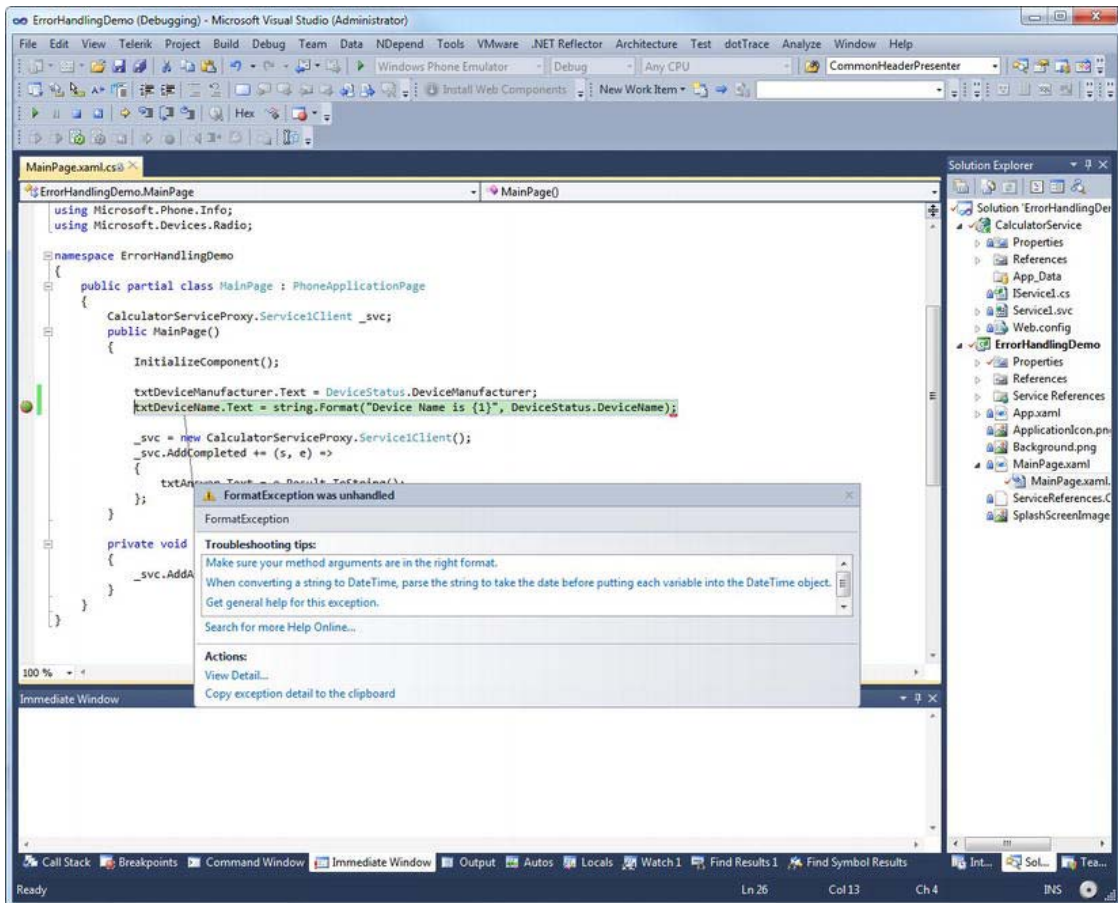 ErrorHandlingDemo (Debugging) - Microsoft Visual Studio (Administrator)
File Edit View Telerik Project Build Debug Team Data NDepend Tools VMware .NET Reflector Architecture Test dotTrace Analyze Window Help
Windows Phone Emulator Debug Any CPU CommonHeaderPresenter
Install Web Components New Work Item
Hex
MainPage.xaml.cs
Solution Explorer
ErrorHandlingDemo.MainPage MainPage()
using Microsoft.Phone.Info;
using Microsoft.Devices.Radio;
namespace ErrorHandlingDemo
{
public partial class MainPage : PhoneApplicationPage
{
CalculatorServiceProxy.Service1Client _svc;
public MainPage()
{
InitializeComponent();
txtDeviceManufacturer.Text = DeviceStatus.DeviceManufacturer;
txtDeviceName.Text = string.Format("Device Name is {1}", DeviceStatus.DeviceName);
_svc = new CalculatorServiceProxy.Service1Client();
_svc.AddCompleted += (s, e) =>
{
};
}
private void
{
_svc.AddA
}
}
}
FormatException was unhandled
FormatException
Troubleshooting tips:
Make sure your method arguments are in the right format.
When converting a string to DateTime, parse the string to take the date before putting each variable into the DateTime object.
Get general help for this exception.
Search for more Help Online...
Actions:
View Detail...
Copy exception detail to the clipboard
100 %
Solution 'ErrorHandlingDer
CalculatorService
Properties
References
App_Data
IService1.cs
Service1.svc
Web.config
ErrorHandlingDemo
Properties
References
Service References
App.xaml
ApplicationIcon.pn
Background.png
MainPage.xaml
MainPage.xaml.
ServiceReferences.C
SplashScreenImage
Immediate Window
Call Stack Breakpoints Command Window Immediate Window Output Autos Locals Watch 1 Find Results 1 Find Symbol Results Int... Sol... Tea...
Ready Ln 26 Col 13 Ch 4 INS